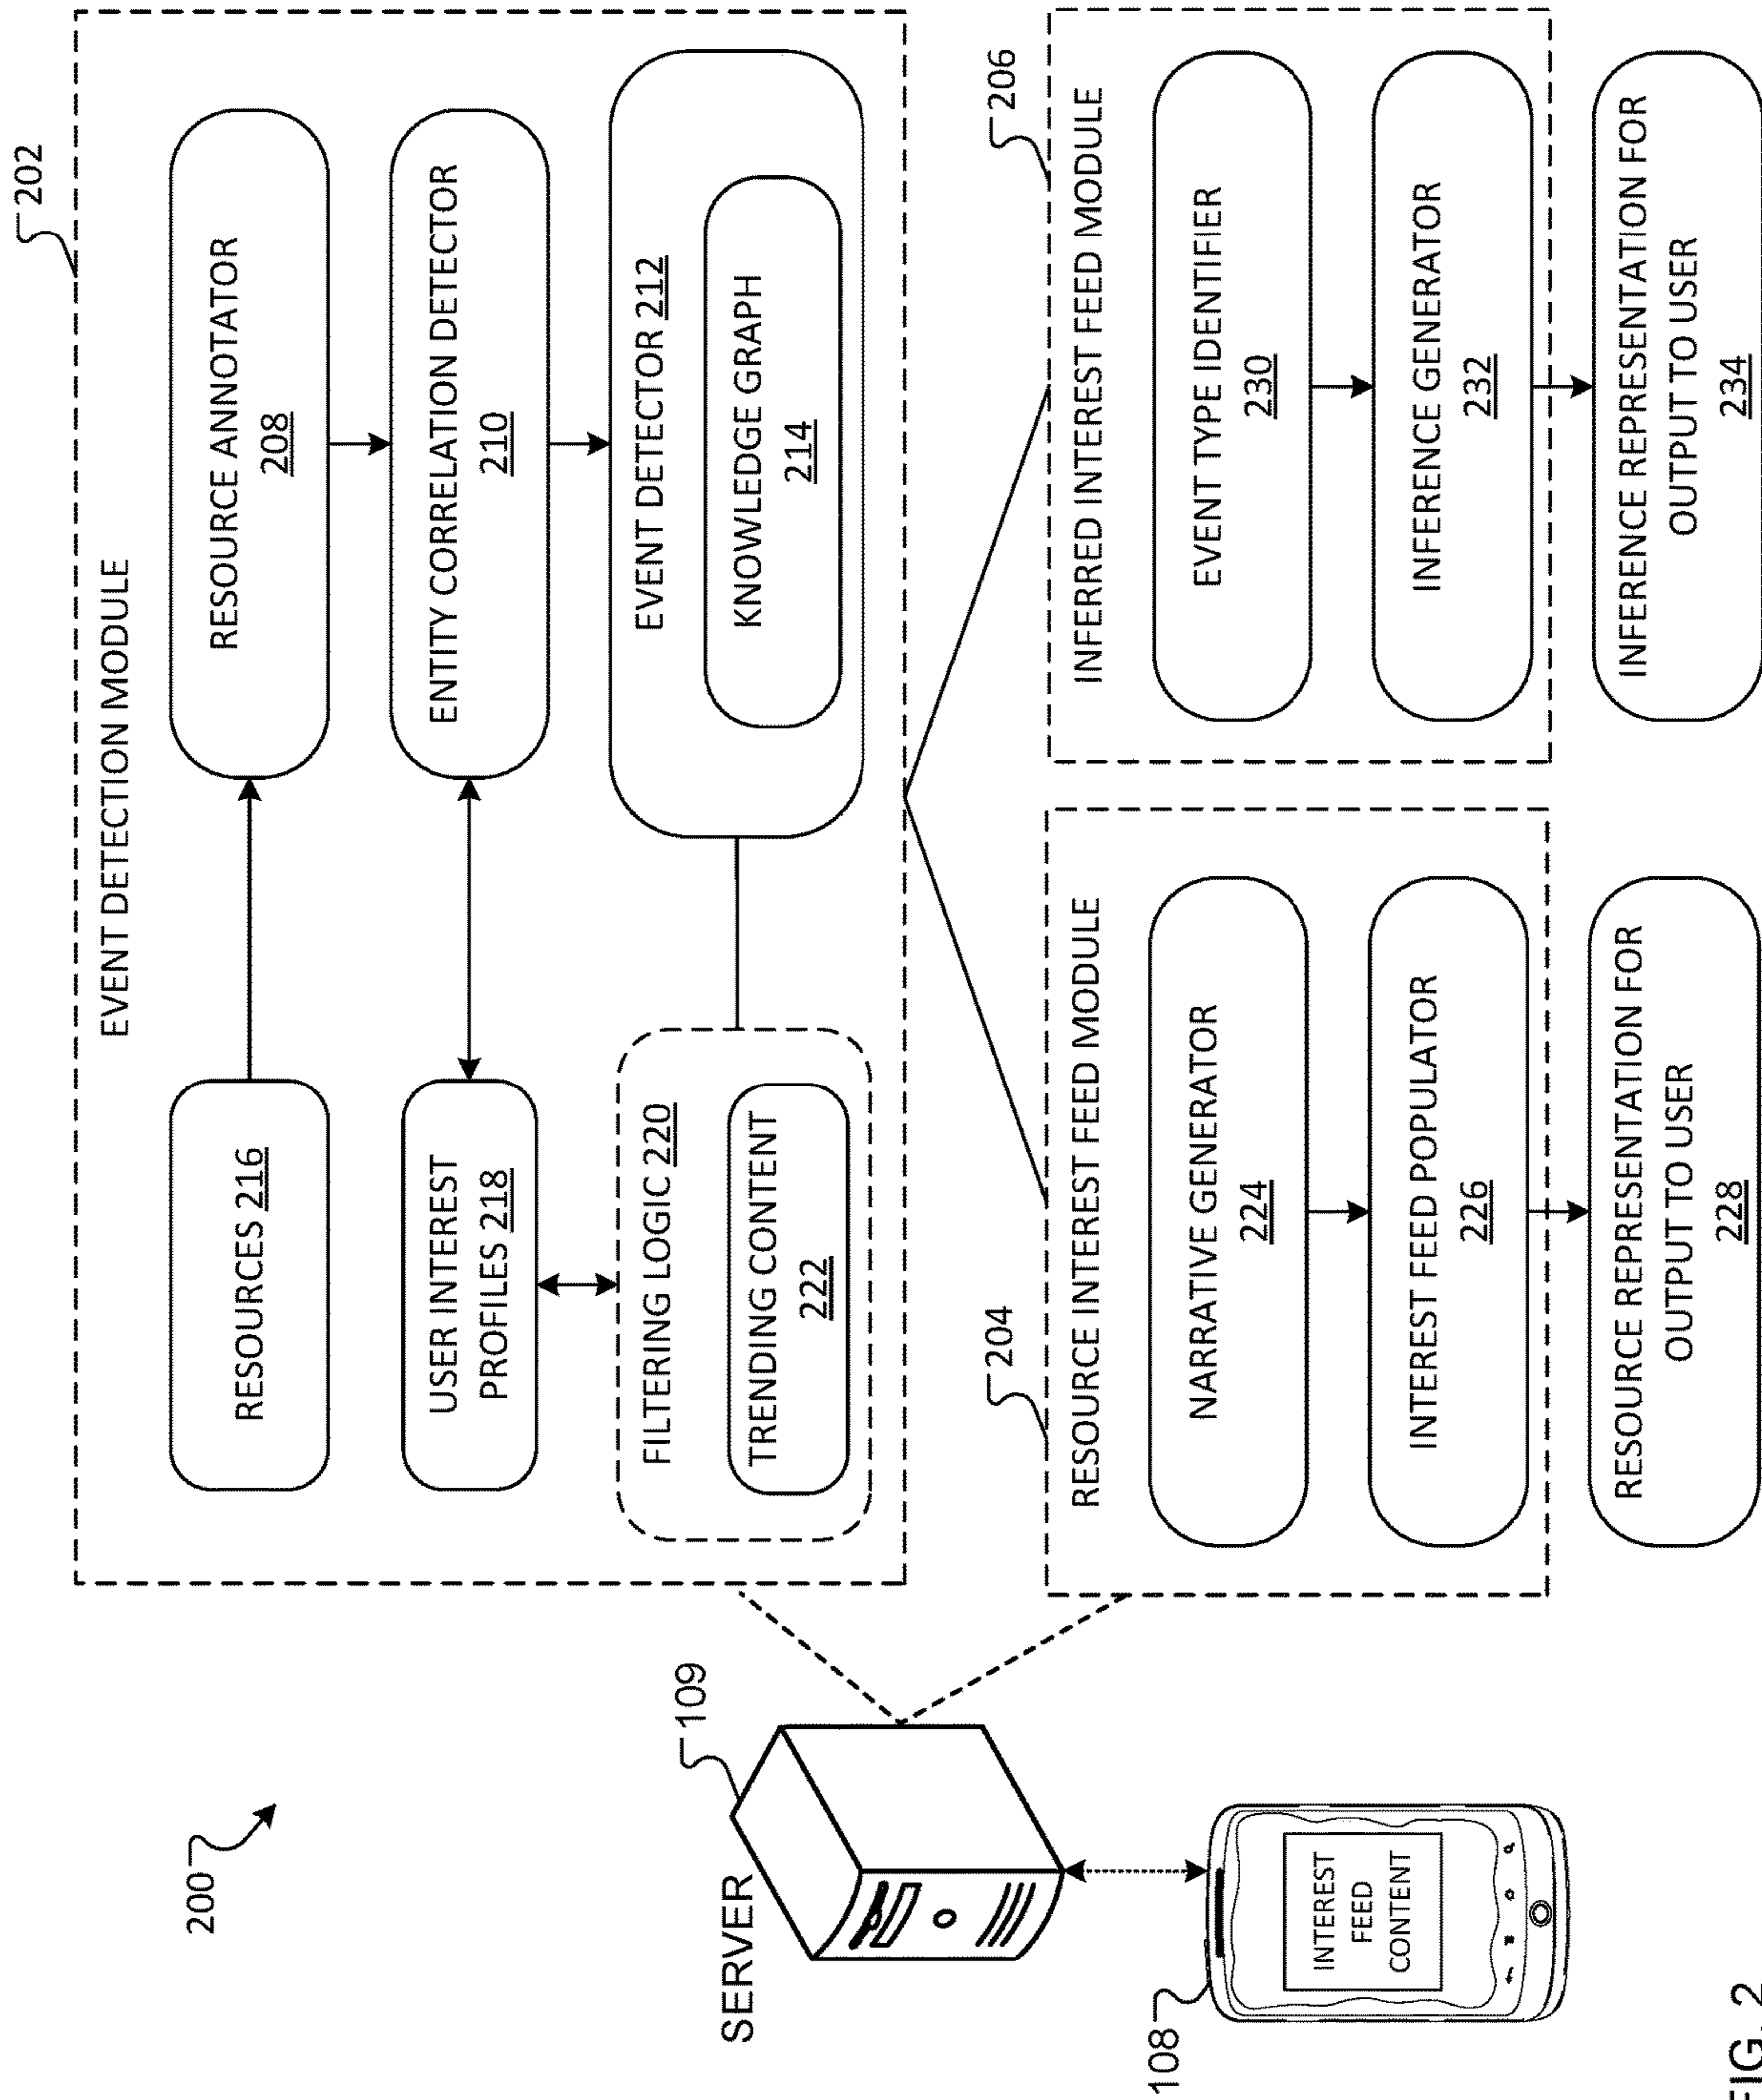 200
SERVER
109
108
INTEREST
FEED
CONTENT
202
EVENT DETECTION MODULE
RESOURCES 216
RESOURCE ANNOTATOR
208
USER INTEREST
PROFILES 218
ENTITY CORRELATION DETECTOR
210
FILTERING LOGIC 220
TRENDING CONTENT
222
EVENT DETECTOR 212
KNOWLEDGE GRAPH
214
204
RESOURCE INTEREST FEED MODULE
NARRATIVE GENERATOR
224
INTEREST FEED POPULATOR
226
RESOURCE REPRESENTATION FOR
OUTPUT TO USER
228
206
INFERRED INTEREST FEED MODULE
EVENT TYPE IDENTIFIER
230
INFERENCE GENERATOR
232
INFERENCE REPRESENTATION FOR
OUTPUT TO USER
234
FIG. 2